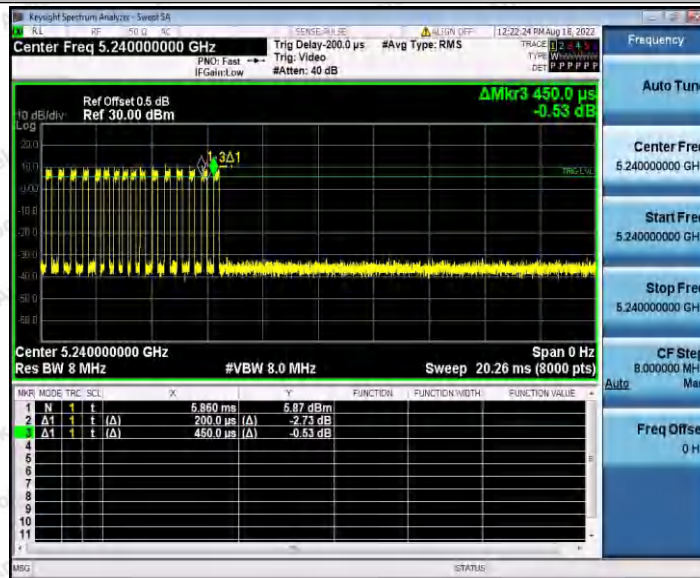 Keysight Spectrum Analyzer - Swept SA
RL RF 50 Ω AC SENSE:PULSE ALIGN OFF 12:22:24 PM Aug 18, 2022
Center Freq 5.240000000 GHz
PNO: Fast
IFGain:Low
Trig Delay-200.0 µs
Trig: Video
#Atten: 40 dB
#Avg Type: RMS
TRACE 1 2 3 4 5
TYPE
DET P P P P P P
Ref Offset 0.5 dB
10 dB/div Ref 30.00 dBm
Log
ΔMkr3 450.0 µs
-0.53 dB
20.0
10.0
0.00
-10.0
-20.0
-30.0
-40.0
-50.0
-60.0
1 3Δ1
TRIG LVL
Center 5.240000000 GHz Span 0 Hz
Res BW 8 MHz #VBW 8.0 MHz Sweep 20.26 ms (8000 pts)
MKR MODE TRC SCL X Y FUNCTION FUNCTION WIDTH FUNCTION VALUE
1 N 1 t 5.860 ms 5.87 dBm
2 Δ1 1 t (Δ) 200.0 µs (Δ) -2.73 dB
3 Δ1 1 t (Δ) 450.0 µs (Δ) -0.53 dB
4
5
6
7
8
9
10
11
MSG STATUS
Frequency
Auto Tune
Center Freq
5.240000000 GH
Start Freq
5.240000000 GH
Stop Freq
5.240000000 GH
CF Step
8.000000 MH
Auto Man
Freq Offset
0 H